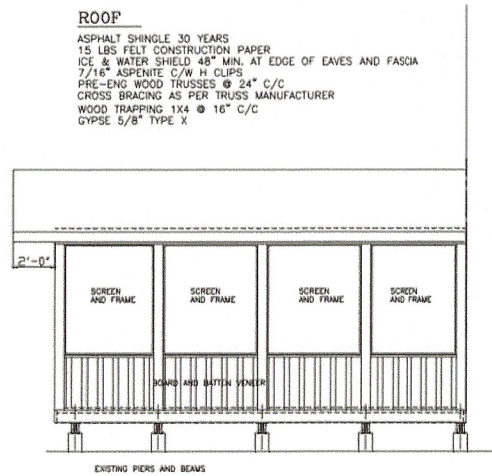 ROOF
ASPHALT SHINGLE 30 YEARS
15 LBS FELT CONSTRUCTION PAPER
ICE & WATER SHIELD 48" MIN. AT EDGE OF EAVES AND FASCIA
7/16" ASPENITE C/W H CLIPS
PRE-ENG WOOD TRUSSES @ 24" C/C
CROSS BRACING AS PER TRUSS MANUFACTURER
WOOD TRAPPING 1X4 @ 16" C/C
GYPSE 5/8" TYPE X
2'-0"
SCREEN
AND FRAME
SCREEN
AND FRAME
SCREEN
AND FRAME
SCREEN
AND FRAME
BOARD AND BATTEN VENEER
EXISTING PIERS AND BEAMS